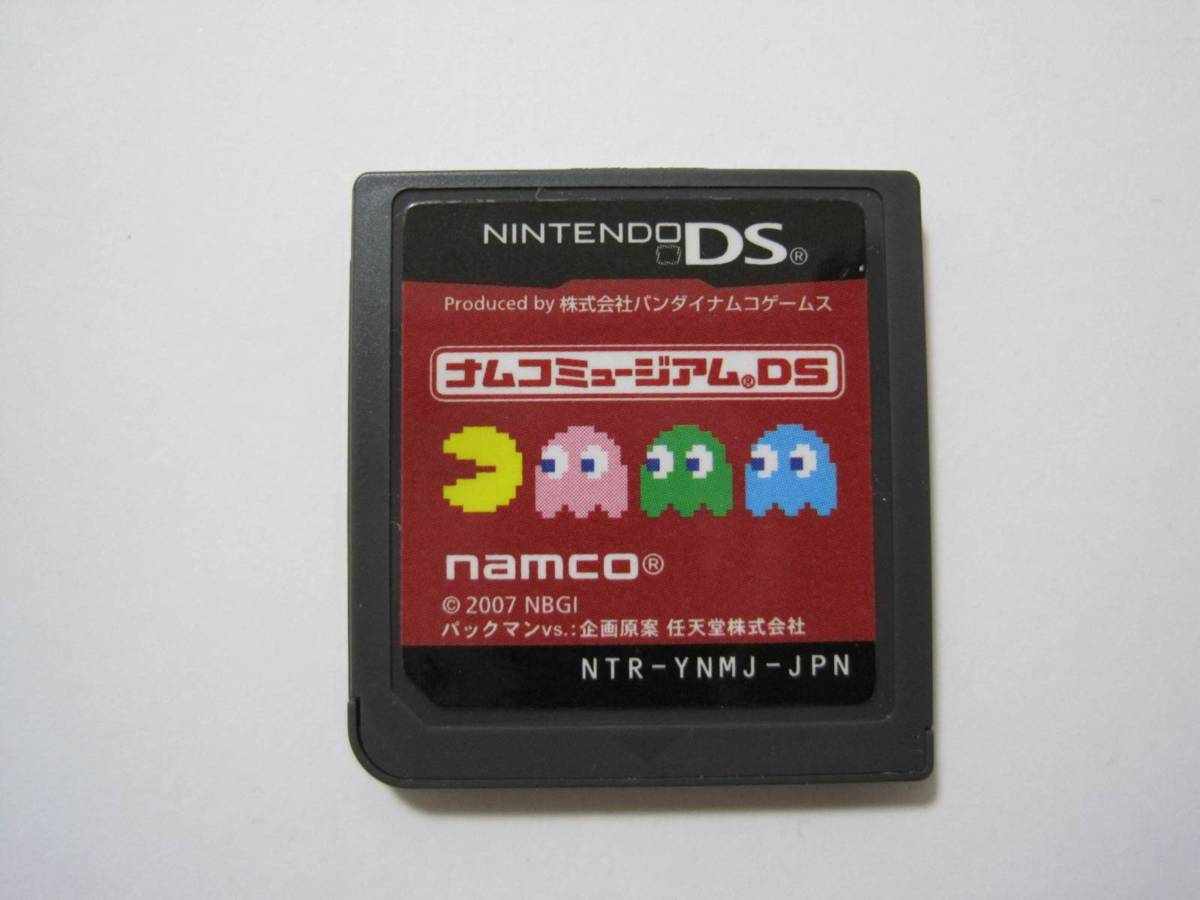 NINTENDO DS®
Produced by 株式会社バンダイナムコゲームス
ナムコミュージアム®DS
namco®
© 2007 NBGI
パックマンvs.:企画原案 任天堂株式会社
NTR-YNMJ-JPN